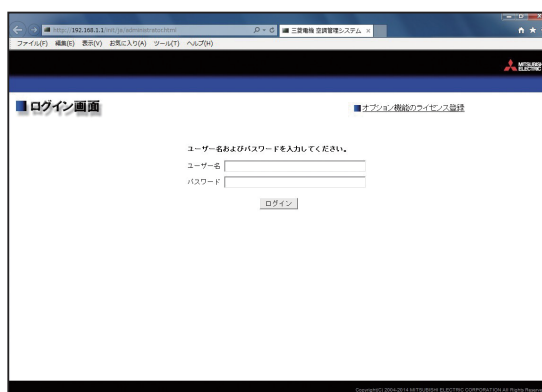 http://192.168.1.1/init/ja/administrator.html
三菱電機 空調管理システム ×
ファイル(F) 編集(E) 表示(V) お気に入り(A) ツール(T) ヘルプ(H)
MITSUBISHI
ELECTRIC
ログイン画面
オプション機能のライセンス登録
ユーザー名およびパスワードを入力してください。
ユーザー名
パスワード
ログイン
Copyright(C) 2004-2014 MITSUBISHI ELECTRIC CORPORATION All Rights Reserved